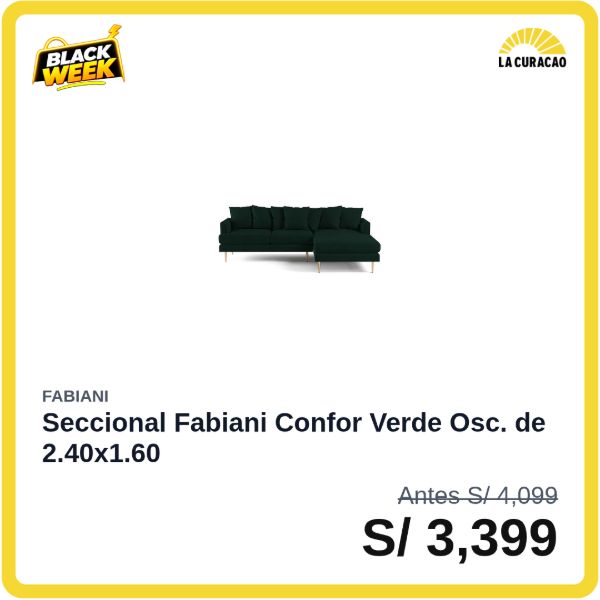 BLACK
WEEK
LA CURACAO
FABIANI
Seccional Fabiani Confor Verde Osc. de
2.40x1.60
Antes S/ 4,099
S/ 3,399